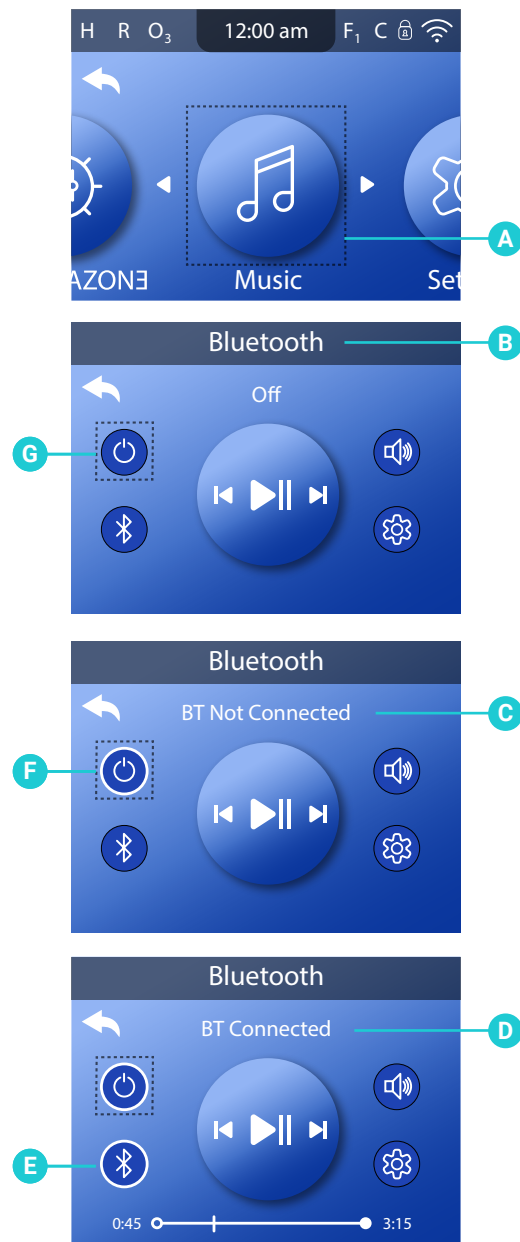 H R O₃ 12:00 am F₁ C
A
AZONƎ Music Set
Bluetooth B
Off
G
Bluetooth
BT Not Connected C
F
Bluetooth
BT Connected D
E
0:45 3:15